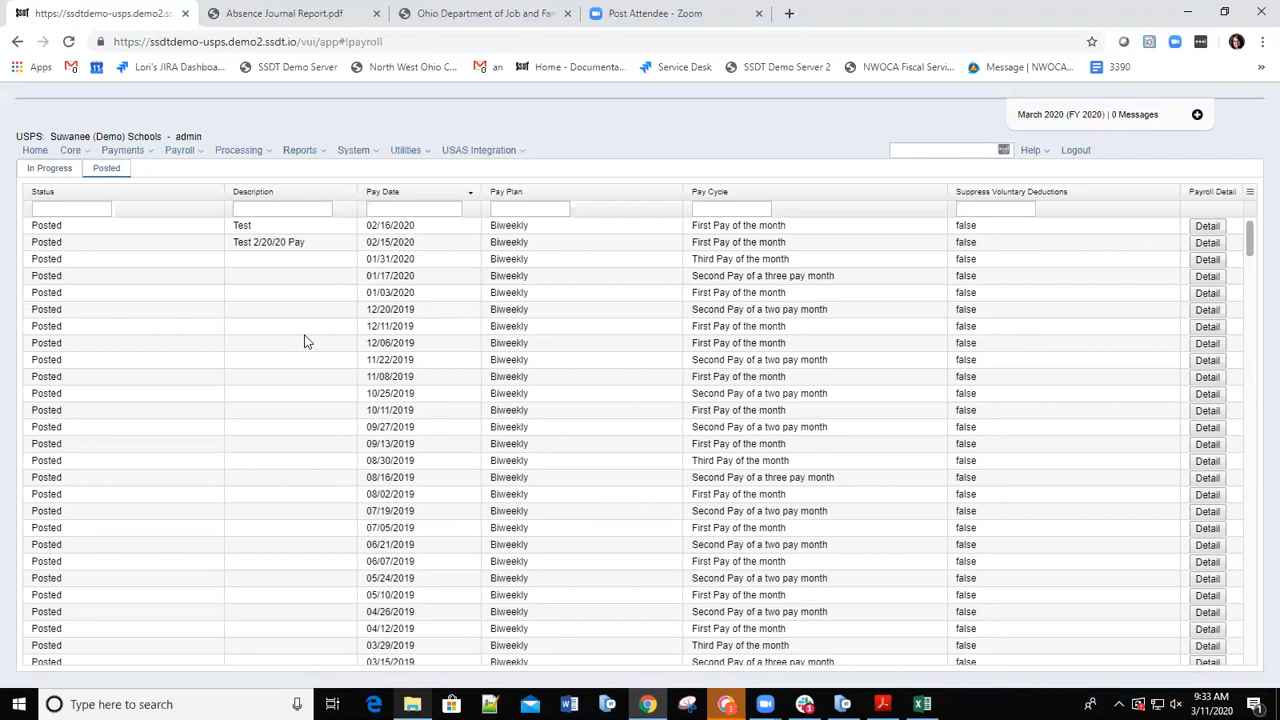 https://ssdtdemo-usps.demo2.ss
Absence Journal Report.pdf
Ohio Department of Job and Fan
Post Attendee - Zoom
https://ssdtdemo-usps.demo2.ssdt.io/vui/app#!payroll
Apps
Lori's JIRA Dashboa...
SSDT Demo Server
North West Ohio C...
an
Home - Documenta...
Service Desk
SSDT Demo Server 2
NWOCA Fiscal Servi...
Message | NWOCA....
3390
March 2020 (FY 2020) | 0 Messages
USPS: Suwanee (Demo) Schools - admin
Home Core Payments Payroll Processing Reports System Utilities USAS Integration Help Logout
In Progress Posted
Status Description Pay Date Pay Plan Pay Cycle Suppress Voluntary Deductions Payroll Detail
Posted Test 02/16/2020 Biweekly First Pay of the month false Detail
Posted Test 2/20/20 Pay 02/15/2020 Biweekly First Pay of the month false Detail
Posted 01/31/2020 Biweekly Third Pay of the month false Detail
Posted 01/17/2020 Biweekly Second Pay of a three pay month false Detail
Posted 01/03/2020 Biweekly First Pay of the month false Detail
Posted 12/20/2019 Biweekly Second Pay of a two pay month false Detail
Posted 12/11/2019 Biweekly First Pay of the month false Detail
Posted 12/06/2019 Biweekly First Pay of the month false Detail
Posted 11/22/2019 Biweekly Second Pay of a two pay month false Detail
Posted 11/08/2019 Biweekly First Pay of the month false Detail
Posted 10/25/2019 Biweekly Second Pay of a two pay month false Detail
Posted 10/11/2019 Biweekly First Pay of the month false Detail
Posted 09/27/2019 Biweekly Second Pay of a two pay month false Detail
Posted 09/13/2019 Biweekly First Pay of the month false Detail
Posted 08/30/2019 Biweekly Third Pay of the month false Detail
Posted 08/16/2019 Biweekly Second Pay of a three pay month false Detail
Posted 08/02/2019 Biweekly First Pay of the month false Detail
Posted 07/19/2019 Biweekly Second Pay of a two pay month false Detail
Posted 07/05/2019 Biweekly First Pay of the month false Detail
Posted 06/21/2019 Biweekly Second Pay of a two pay month false Detail
Posted 06/07/2019 Biweekly First Pay of the month false Detail
Posted 05/24/2019 Biweekly Second Pay of a two pay month false Detail
Posted 05/10/2019 Biweekly First Pay of the month false Detail
Posted 04/26/2019 Biweekly Second Pay of a two pay month false Detail
Posted 04/12/2019 Biweekly First Pay of the month false Detail
Posted 03/29/2019 Biweekly Third Pay of the month false Detail
Posted 03/15/2019 Biweekly Second Pay of a three pay month false Detail
Type here to search
9:33 AM
3/11/2020